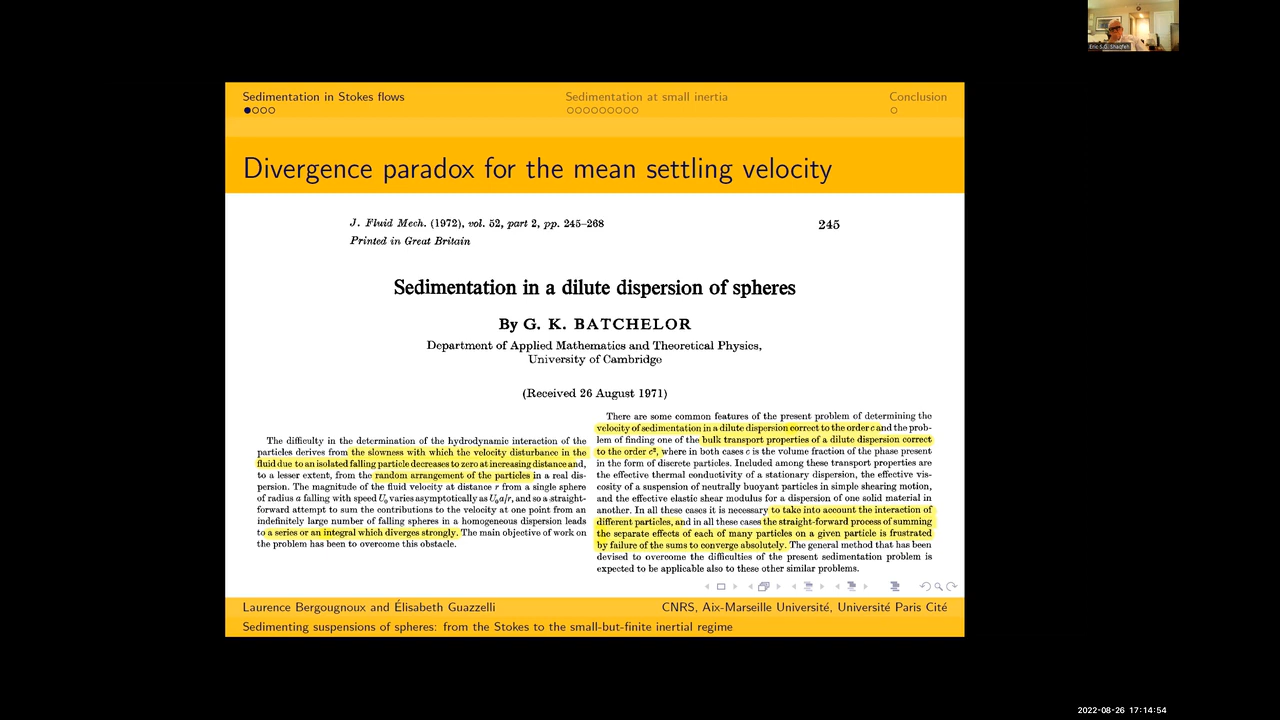 Eric S.G. Shaqfeh
Sedimentation in Stokes flows
Sedimentation at small inertia
Conclusion
Divergence paradox for the mean settling velocity
J. Fluid Mech. (1972), vol. 52, part 2, pp. 245–268
245
Printed in Great Britain
Sedimentation in a dilute dispersion of spheres
By G. K. BATCHELOR
Department of Applied Mathematics and Theoretical Physics,
University of Cambridge
(Received 26 August 1971)
The difficulty in the determination of the hydrodynamic interaction of the
particles derives from the slowness with which the velocity disturbance in the
fluid due to an isolated falling particle decreases to zero at increasing distance and,
to a lesser extent, from the random arrangement of the particles in a real dis-
persion. The magnitude of the fluid velocity at distance r from a single sphere
of radius a falling with speed U₀ varies asymptotically as U₀a/r, and so a straight-
forward attempt to sum the contributions to the velocity at one point from an
indefinitely large number of falling spheres in a homogeneous dispersion leads
to a series or an integral which diverges strongly. The main objective of work on
the problem has been to overcome this obstacle.
There are some common features of the present problem of determining the
velocity of sedimentation in a dilute dispersion correct to the order c and the prob-
lem of finding one of the bulk transport properties of a dilute dispersion correct
to the order c², where in both cases c is the volume fraction of the phase present
in the form of discrete particles. Included among these transport properties are
the effective thermal conductivity of a stationary dispersion, the effective vis-
cosity of a suspension of neutrally buoyant particles in simple shearing motion,
and the effective elastic shear modulus for a dispersion of one solid material in
another. In all these cases it is necessary to take into account the interaction of
different particles, and in all these cases the straight-forward process of summing
the separate effects of each of many particles on a given particle is frustrated
by failure of the sums to converge absolutely. The general method that has been
devised to overcome the difficulties of the present sedimentation problem is
expected to be applicable also to these other similar problems.
Laurence Bergougnoux and Élisabeth Guazzelli
CNRS, Aix-Marseille Université, Université Paris Cité
Sedimenting suspensions of spheres: from the Stokes to the small-but-finite inertial regime
2022-08-26 17:14:54